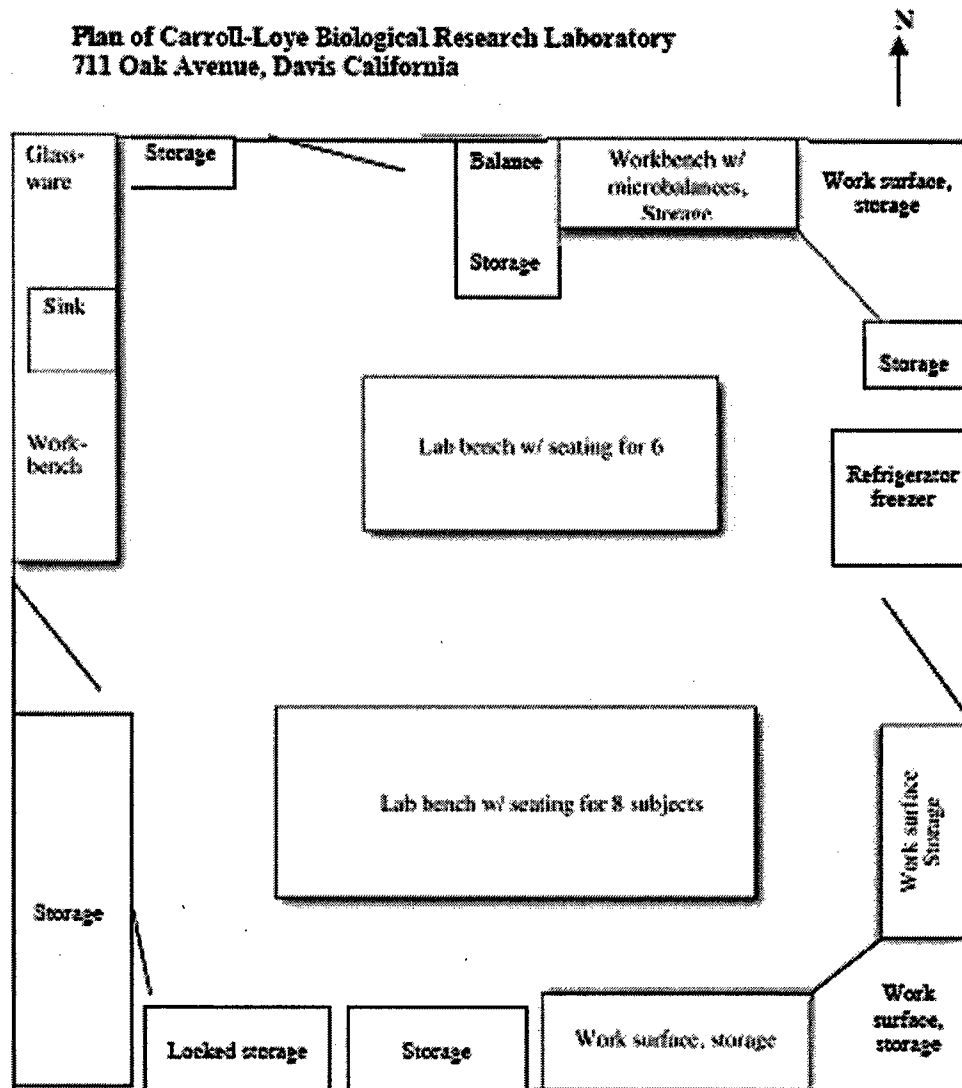 Plan of Carroll-Loye Biological Research Laboratory
711 Oak Avenue, Davis California
N
Glass-
ware
Storage
Balance
Storage
Workbench w/
microbalances,
Storage
Work surface,
storage
Sink
Storage
Work-
bench
Lab bench w/ seating for 6
Refrigerator
freezer
Lab bench w/ seating for 8 subjects
Work surface
Storage
Storage
Locked storage
Storage
Work surface, storage
Work
surface,
storage